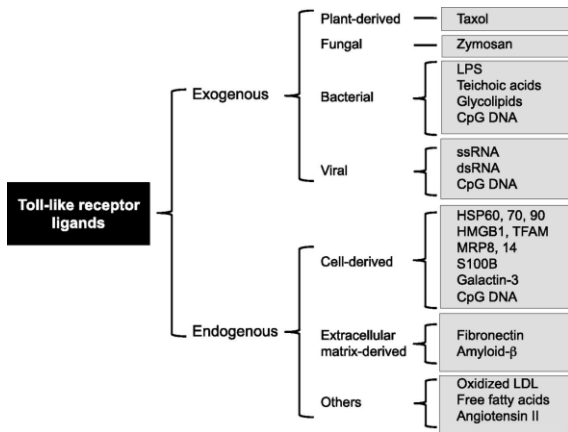 Toll-like receptor
ligands
Exogenous
Plant-derived
Taxol
Fungal
Zymosan
Bacterial
LPS
Teichoic acids
Glycolipids
CpG DNA
Viral
ssRNA
dsRNA
CpG DNA
Endogenous
Cell-derived
HSP60, 70, 90
HMGB1, TFAM
MRP8, 14
S100B
Galactin-3
CpG DNA
Extracellular
matrix-derived
Fibronectin
Amyloid-β
Others
Oxidized LDL
Free fatty acids
Angiotensin II